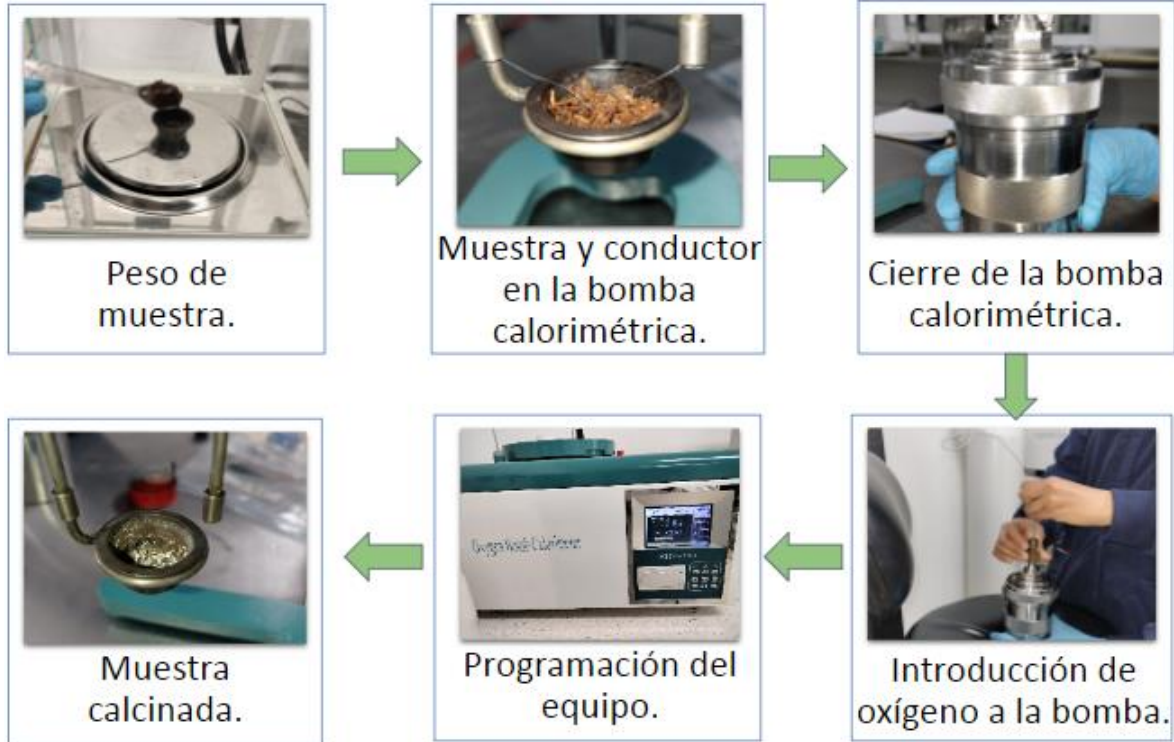 Peso de
muestra.
Muestra y conductor
en la bomba
calorimétrica.
Cierre de la bomba
calorimétrica.
Introducción de
oxígeno a la bomba.
Programación del
equipo.
Muestra
calcinada.